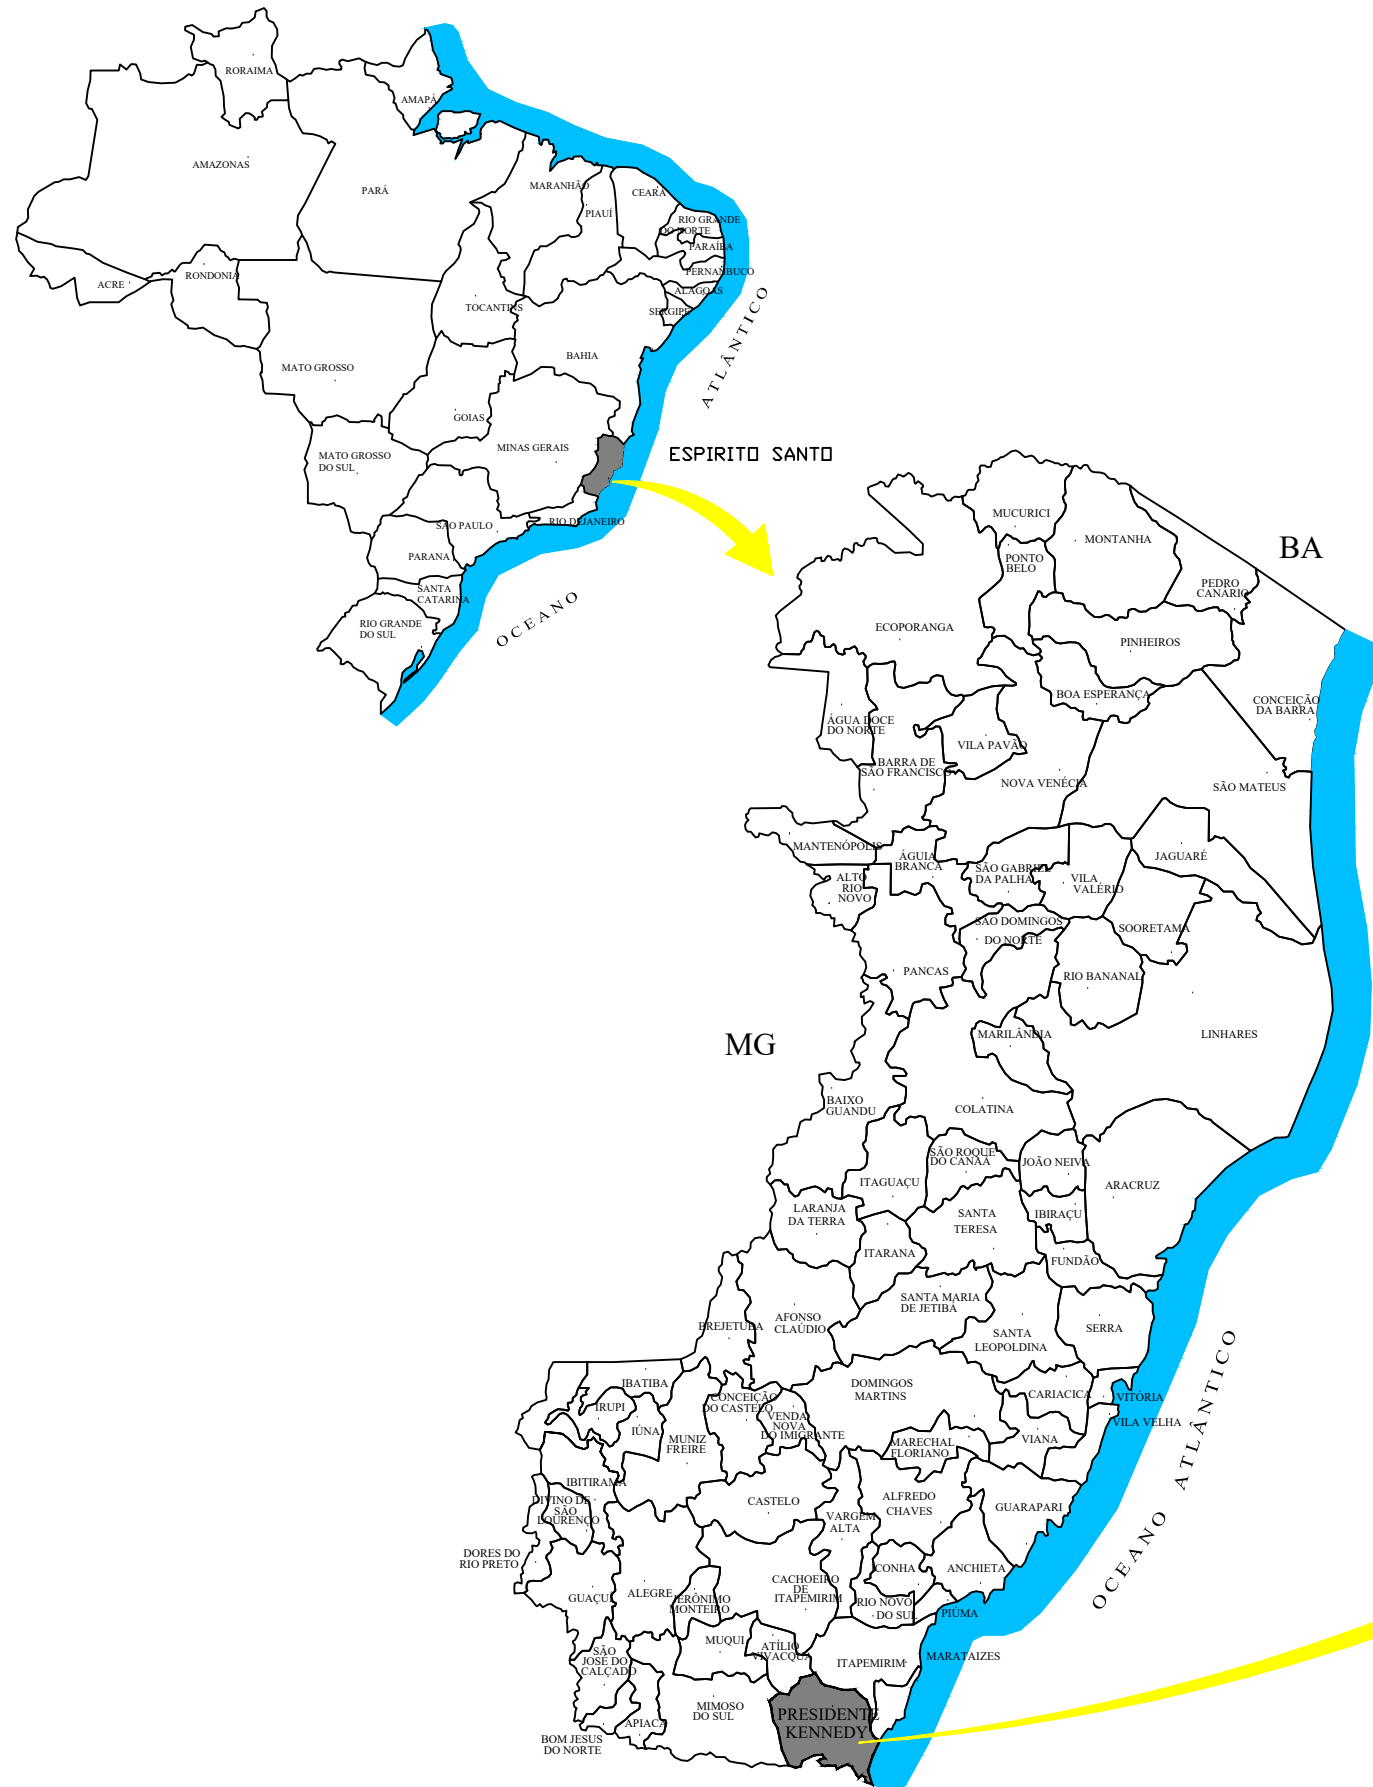 RORAIMA
AMAPÁ
AMAZONAS
PARÁ
MARANHÃO
CEARÁ
PIAUÍ
RIO GRANDE
DO NORTE
PARAÍBA
PERNANBUCO
ACRE
RONDONIA
TOCANTINS
ALAGOAS
SERGIPE
BAHIA
MATO GROSSO
GOIAS
MINAS GERAIS
MATO GROSSO
DO SUL
SÃO PAULO
RIO DEJANEIRO
PARANA
SANTA
CATARINA
RIO GRANDE
DO SUL
OCEANO
ATLÂNTICO
ESPIRITO SANTO
BA
MG
MUCURICI
MONTANHA
PONTO
BELO
PEDRO
CANÁRIO
ECOPORANGA
PINHEIROS
BOA ESPERANÇA
CONCEIÇÃO
DA BARRA
ÁGUA DOCE
DO NORTE
VILA PAVÃO
BARRA DE
SÃO FRANCISCO
NOVA VENÉCIA
SÃO MATEUS
MANTENÓPOLIS
ÁGUIA
BRANCA
SÃO GABRIEL
DA PALHA
VILA
VALÉRIO
JAGUARÉ
ALTO
RIO
NOVO
SÃO DOMINGOS
DO NORTE
SOORETAMA
PANCAS
RIO BANANAL
MARILÂNDIA
LINHARES
BAIXO
GUANDU
COLATINA
SÃO ROQUE
DO CANAÃ
JOÃO NEIVA
ITAGUAÇU
ARACRUZ
LARANJA
DA TERRA
SANTA
TERESA
IBIRAÇU
ITARANA
FUNDÃO
SANTA MARIA
DE JETIBÁ
BREJETUBA
AFONSO
CLAÚDIO
SANTA
LEOPOLDINA
SERRA
IBATIBA
DOMINGOS
MARTINS
CARIACICA
VITÓRIA
VILA VELHA
IRUPI
IÚNA
CONCEIÇÃO
DO CASTELO
VENDA
NOVA
DO IMIGRANTE
MUNIZ
FREIRE
MARECHAL
FLORIANO
VIANA
IBITIRAMA
DIVINO DE
SÃO
LOURENÇO
CASTELO
ALFREDO
CHAVES
GUARAPARI
VARGEM
ALTA
DORES DO
RIO PRETO
GUAÇUÍ
ALEGRE
JERÔNIMO
MONTEIRO
CACHOEIRO
DE
ITAPEMIRIM
ICONHA
ANCHIETA
RIO NOVO
DO SUL
PIÚMA
SÃO
JOSÉ DO
CALÇADO
MUQUI
ATÍLIO
VIVACQUA
ITAPEMIRIM
MARATAIZES
MIMOSO
DO SUL
PRESIDENTE
KENNEDY
APIACÁ
BOM JESUS
DO NORTE
OCEANO ATLÂNTICO